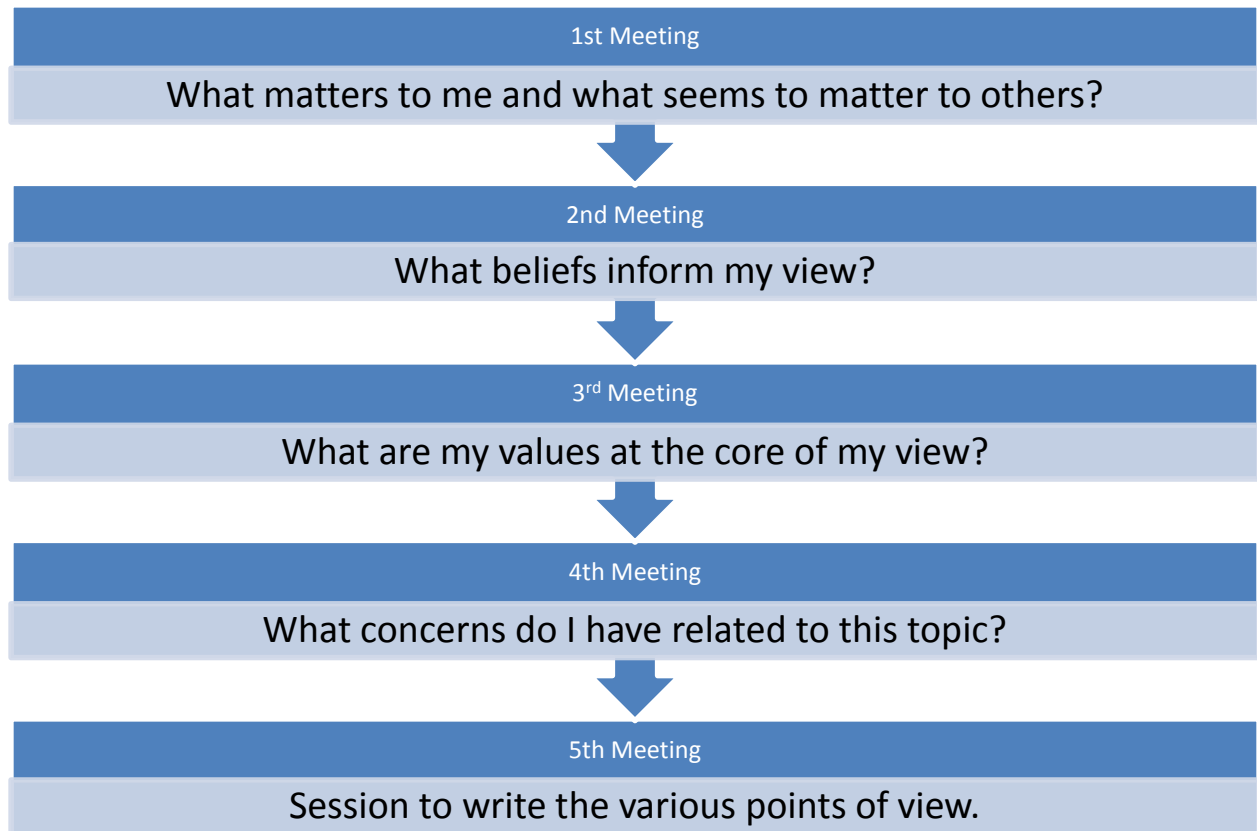 1st Meeting
What matters to me and what seems to matter to others?
2nd Meeting
What beliefs inform my view?
3rd Meeting
What are my values at the core of my view?
4th Meeting
What concerns do I have related to this topic?
5th Meeting
Session to write the various points of view.